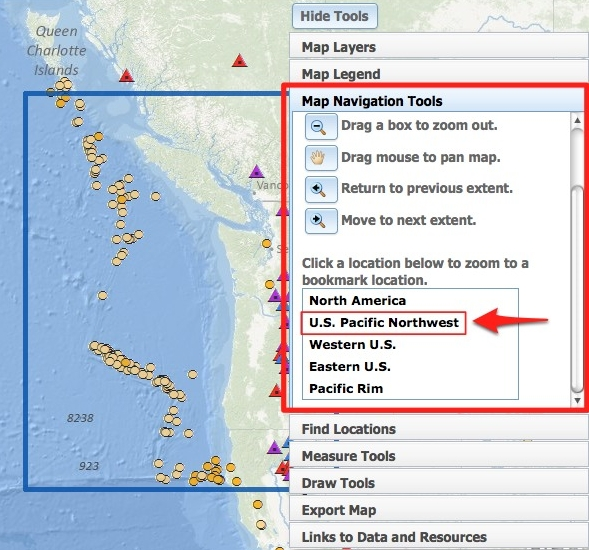 Queen
Charlotte
Islands
Hide Tools
Map Layers
Map Legend
Map Navigation Tools
Drag a box to zoom out.
Drag mouse to pan map.
Return to previous extent.
Move to next extent.
Click a location below to zoom to a
bookmark location.
North America
U.S. Pacific Northwest
Western U.S.
Eastern U.S.
Pacific Rim
Find Locations
Measure Tools
Draw Tools
Export Map
Links to Data and Resources
Vanco
Se
8238
923